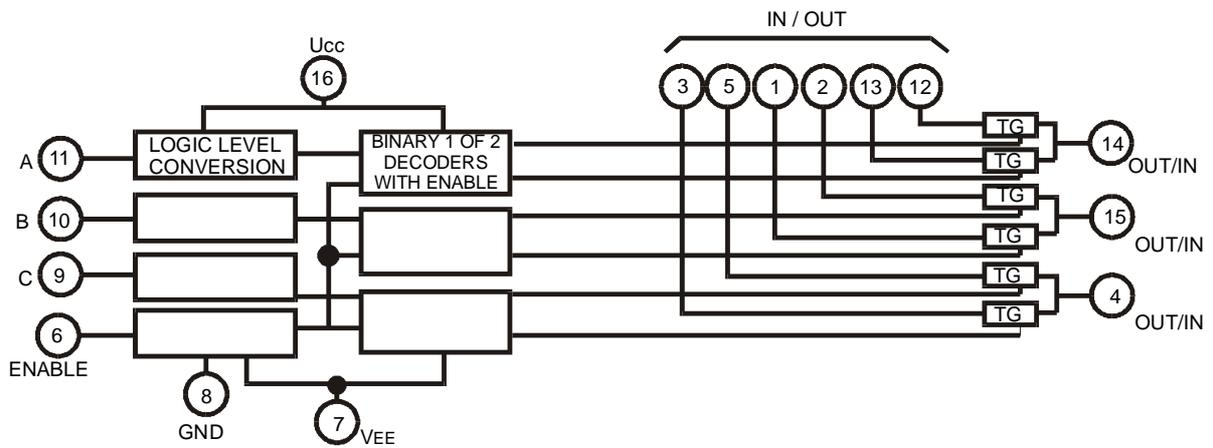 IN / OUT
Ucc
16
3 5 1 2 13 12
A 11
LOGIC LEVEL
CONVERSION
BINARY 1 OF 2
DECODERS
WITH ENABLE
TG
TG
14
OUT/IN
B 10
TG
TG
15
OUT/IN
C 9
TG
TG
4
OUT/IN
6
ENABLE
8
GND
7
VEE